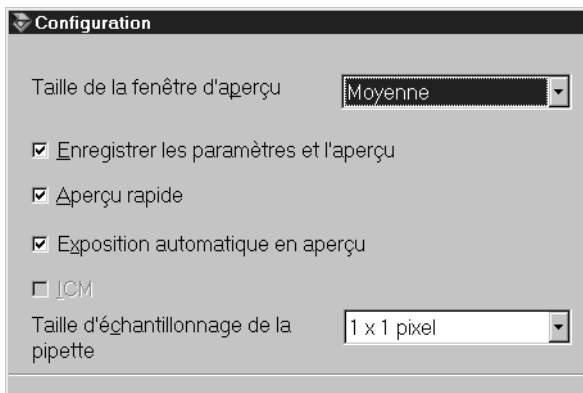 Configuration
Taille de la fenêtre d'aperçu
Moyenne
Enregistrer les paramètres et l'aperçu
Aperçu rapide
Exposition automatique en aperçu
ICM
Taille d'échantillonnage de la
pipette
1 x 1 pixel